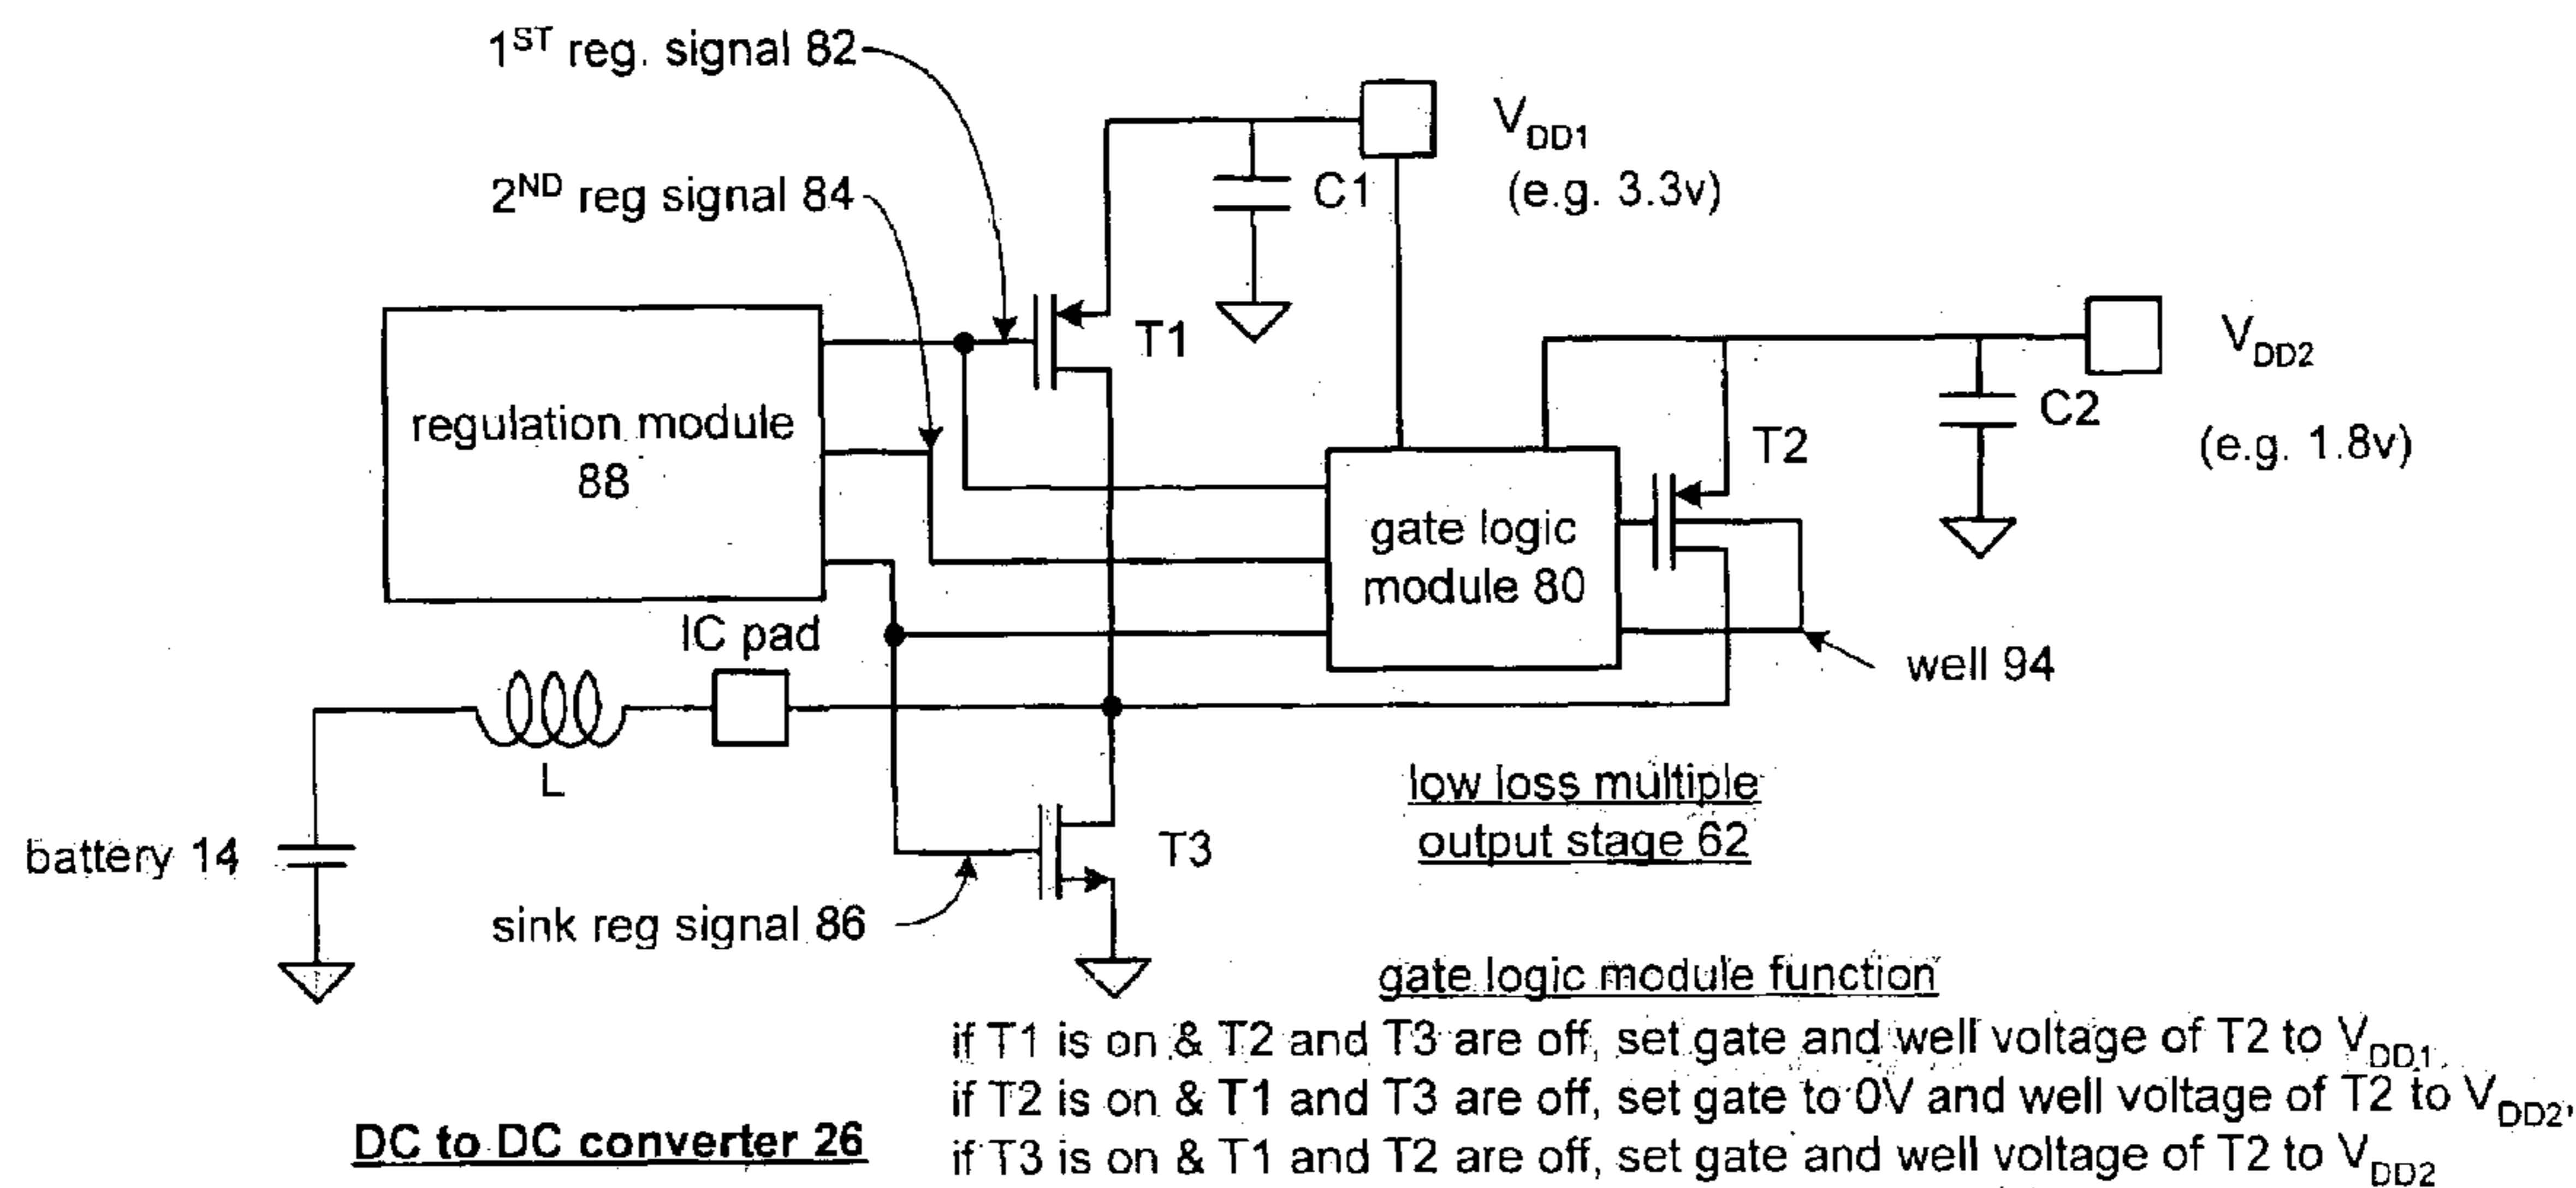 1ST reg. signal 82
VDD1
(e.g. 3.3v)
C1
2ND reg signal 84
T1
VDD2
(e.g. 1.8v)
C2
T2
regulation module
88
gate logic
module 80
IC pad
well 94
L
low loss multiple
output stage 62
battery 14
T3
sink reg signal 86
gate logic module function
if T1 is on & T2 and T3 are off, set gate and well voltage of T2 to VDD1.
if T2 is on & T1 and T3 are off, set gate to 0V and well voltage of T2 to VDD2,
if T3 is on & T1 and T2 are off, set gate and well voltage of T2 to VDD2
DC to DC converter 26